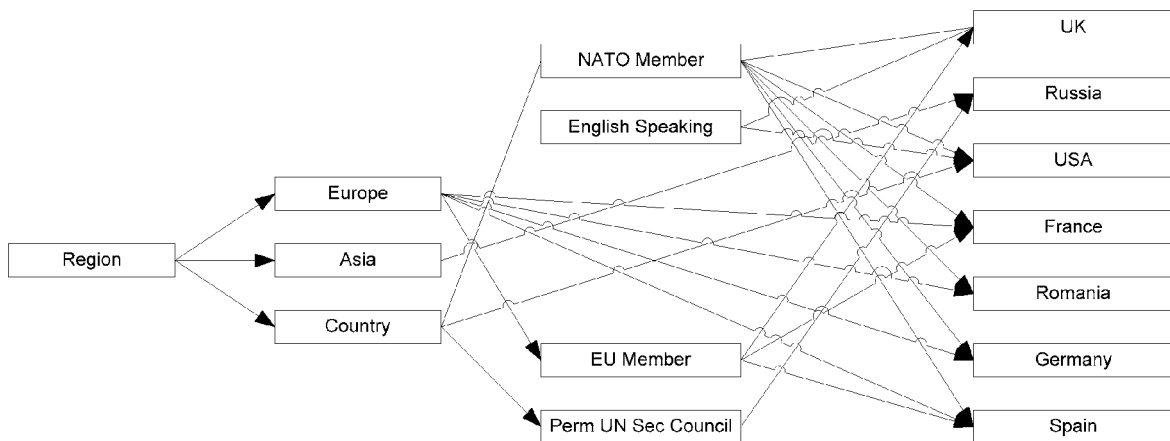 Region
Europe
Asia
Country
NATO Member
English Speaking
EU Member
Perm UN Sec Council
UK
Russia
USA
France
Romania
Germany
Spain